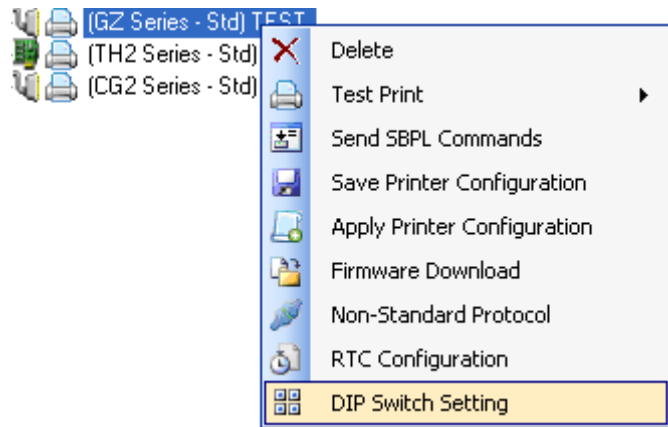 (GZ Series - Std) TEST
(TH2 Series - Std)
(CG2 Series - Std)
Delete
Test Print
Send SBPL Commands
Save Printer Configuration
Apply Printer Configuration
Firmware Download
Non-Standard Protocol
RTC Configuration
DIP Switch Setting